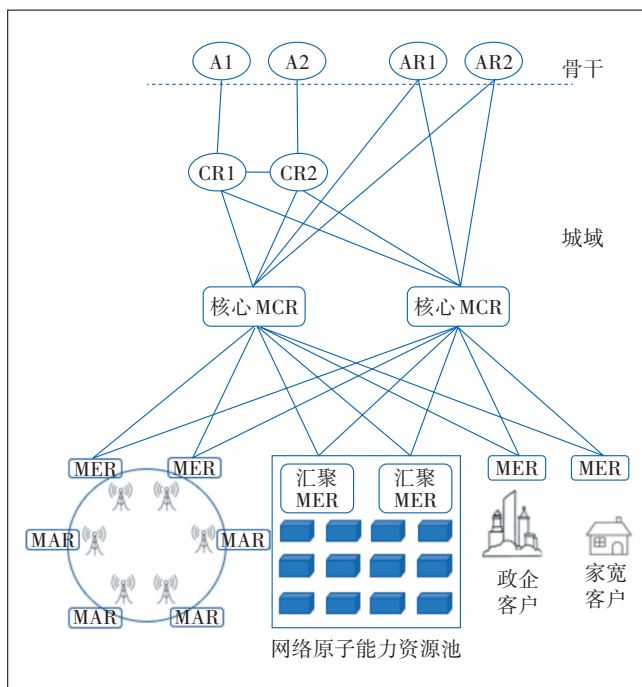 A1
A2
AR1
AR2
骨干
CR1
CR2
城域
核心 MCR
核心 MCR
MER
MER
汇聚
MER
汇聚
MER
MER
MER
MAR
MAR
MAR
MAR
政企
客户
家宽
客户
网络原子能力资源池